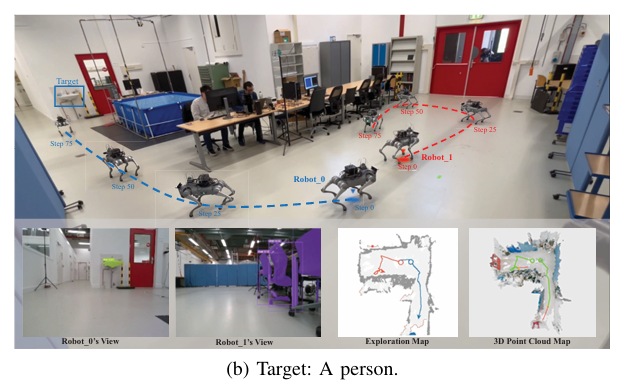 Target
Step 75
Step 50
Step 25
Robot_0
Step 0
Step 50
Step 75
Step 25
Robot_1
Step 0
Robot_0's View
Robot_1's View
Exploration Map
3D Point Cloud Map
(b) Target: A person.